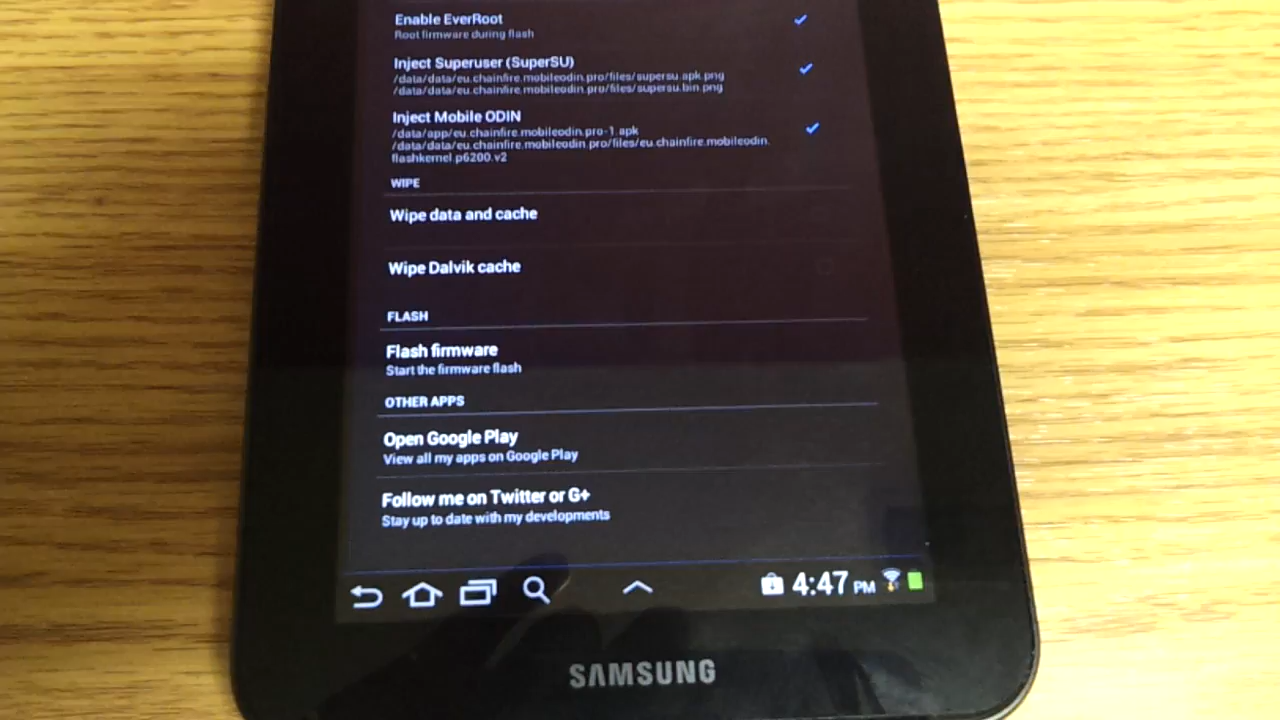 Enable EverRoot
Root firmware during flash
Inject Superuser (SuperSU)
/data/data/eu.chainfire.mobileodin.pro/files/supersu.apk.png
/data/data/eu.chainfire.mobileodin.pro/files/supersu.bin.png
Inject Mobile ODIN
/data/app/eu.chainfire.mobileodin.pro-1.apk
/data/data/eu.chainfire.mobileodin.pro/files/eu.chainfire.mobileodin.
flashkernel.p6200.v2
WIPE
Wipe data and cache
Wipe Dalvik cache
FLASH
Flash firmware
Start the firmware flash
OTHER APPS
Open Google Play
View all my apps on Google Play
Follow me on Twitter or G+
Stay up to date with my developments
4:47 PM
SAMSUNG